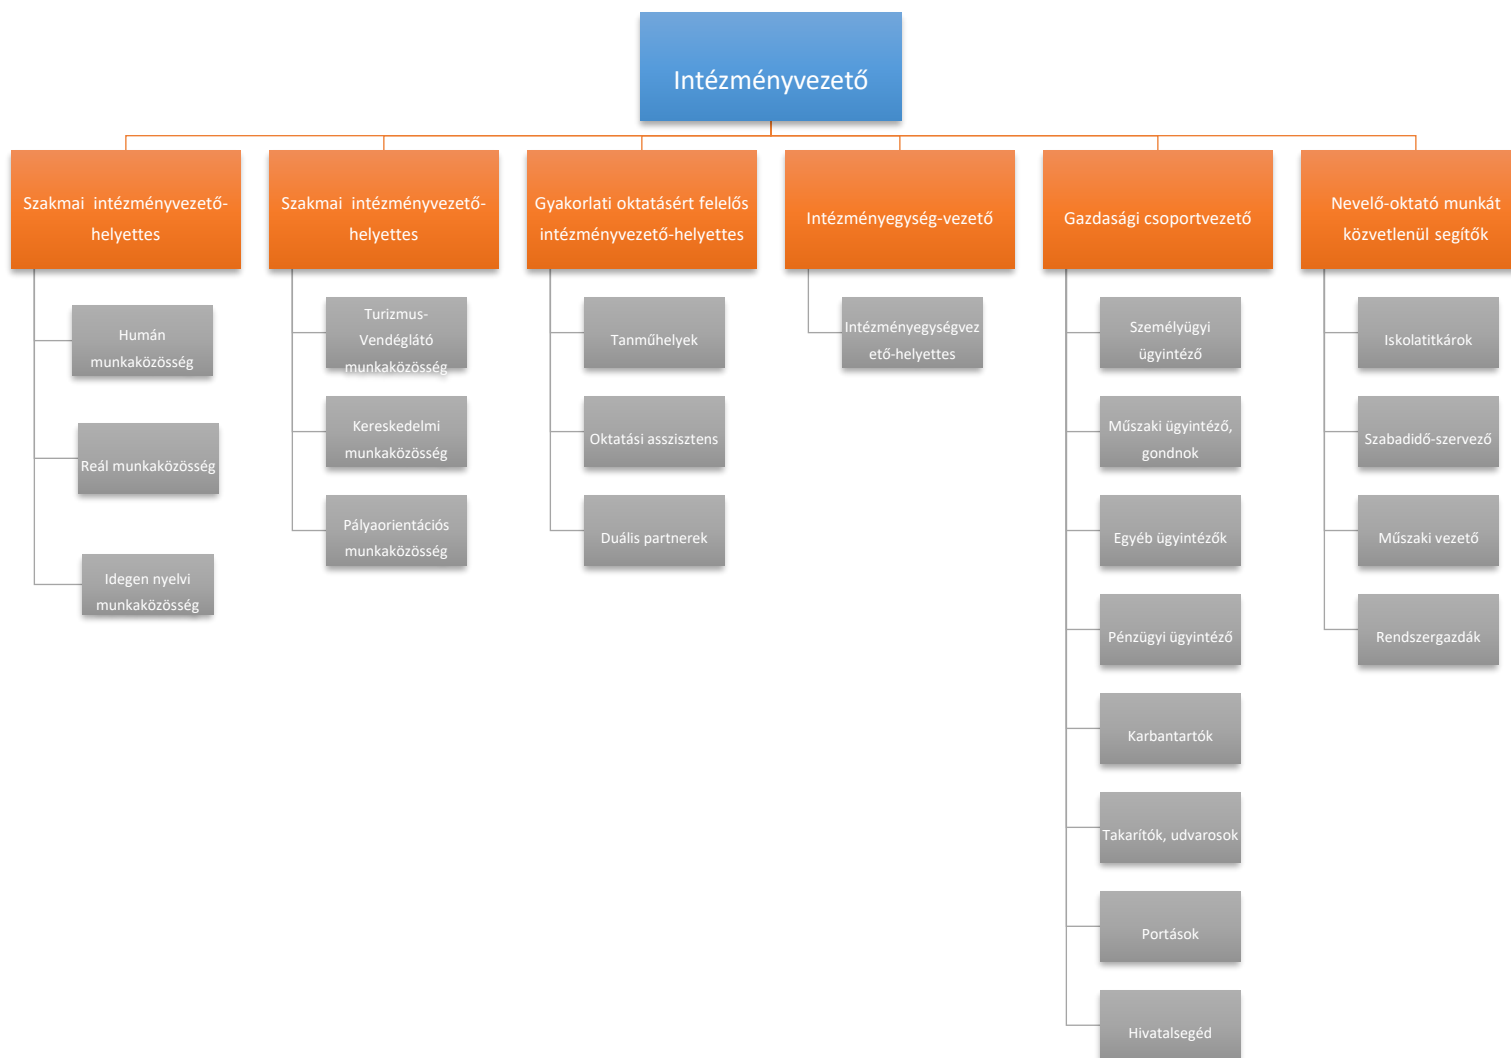 Intézményvezető
Szakmai intézményvezető-
helyettes
Humán
munkaközösség
Reál munkaközösség
Idegen nyelvi
munkaközösség
Szakmai intézményvezető-
helyettes
Turizmus-
Vendéglátó
munkaközösség
Kereskedelmi
munkaközösség
Pályaorientációs
munkaközösség
Gyakorlati oktatásért felelős
intézményvezető-helyettes
Tanműhelyek
Oktatási asszisztens
Duális partnerek
Intézményegység-vezető
Intézményegységvez
ető-helyettes
Gazdasági csoportvezető
Személyügyi
ügyintéző
Műszaki ügyintéző,
gondnok
Egyéb ügyintézők
Pénzügyi ügyintéző
Karbantartók
Takarítók, udvarosok
Portások
Hivatalsegéd
Nevelő-oktató munkát
közvetlenül segítők
Iskolatitkárok
Szabadidő-szervező
Műszaki vezető
Rendszergazdák